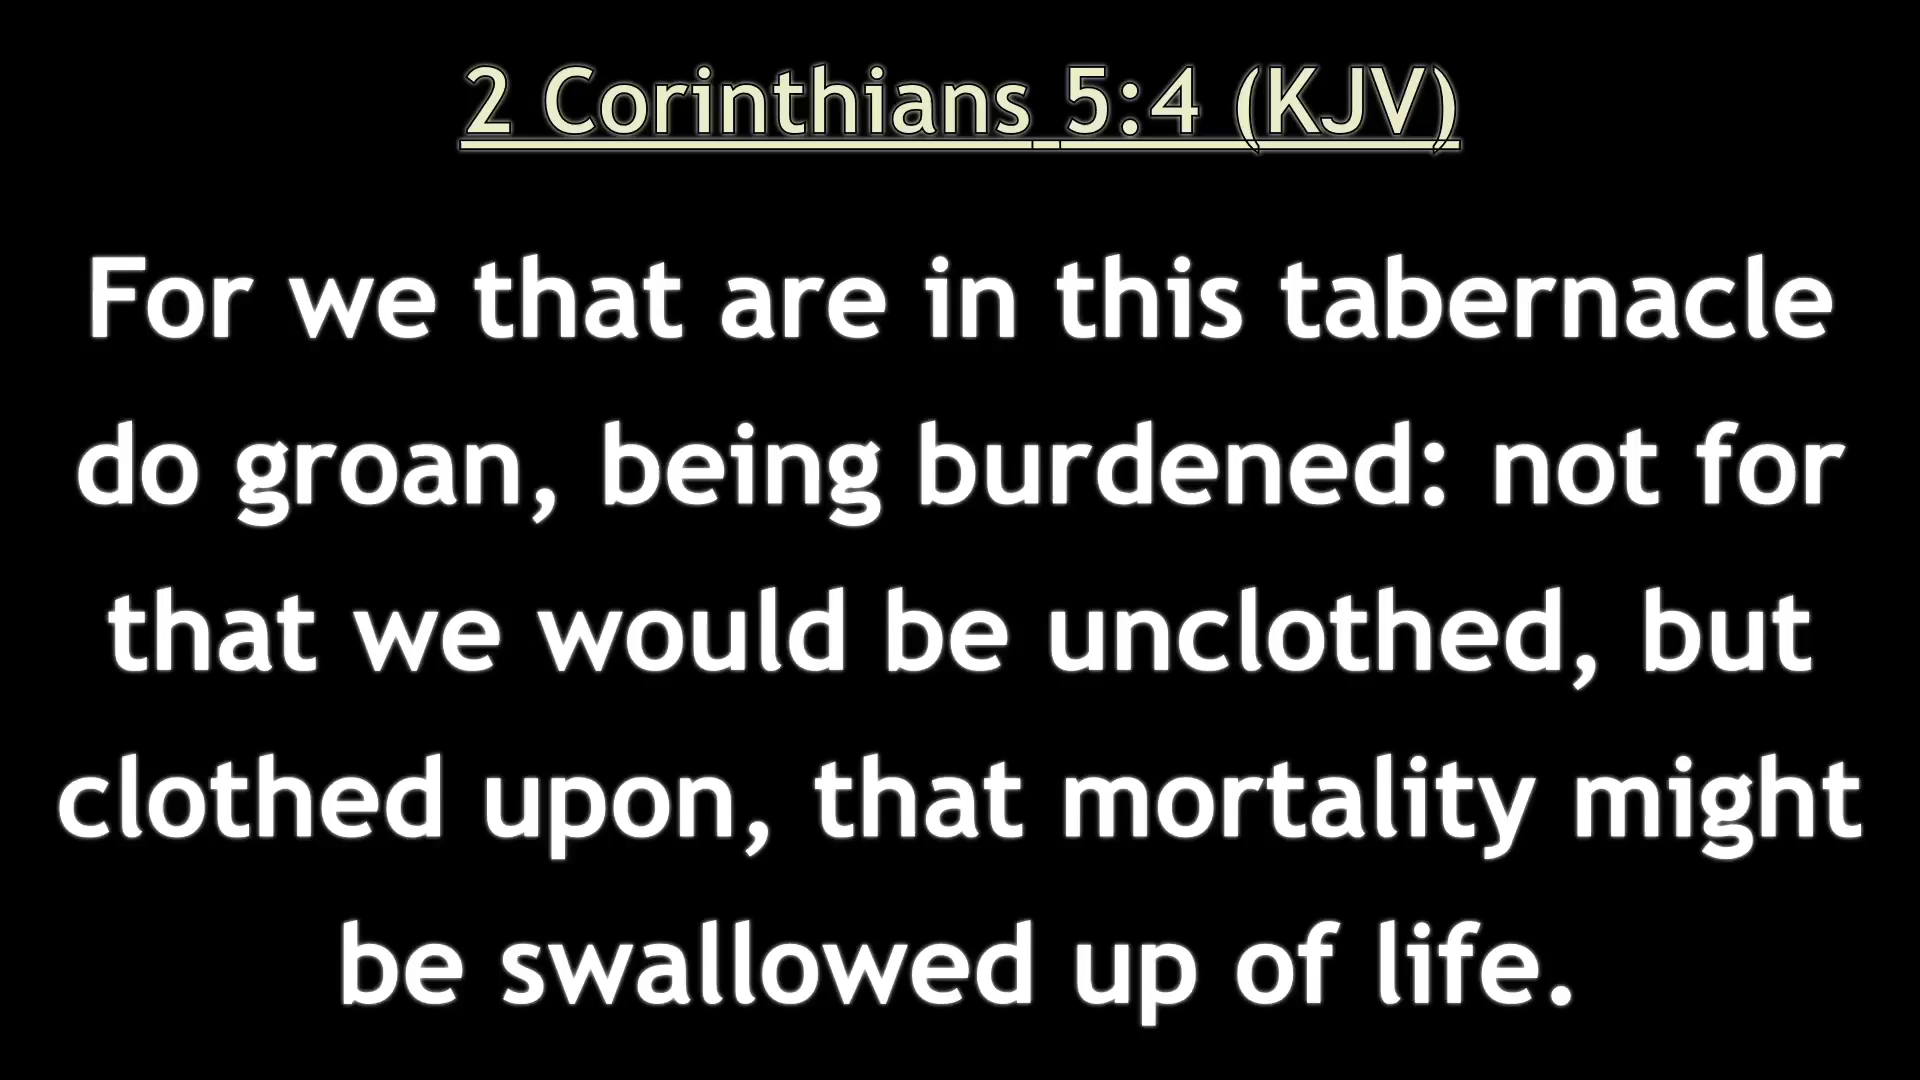 2 Corinthians 5:4 (KJV)
For we that are in this tabernacle
do groan, being burdened: not for
that we would be unclothed, but
clothed upon, that mortality might
be swallowed up of life.